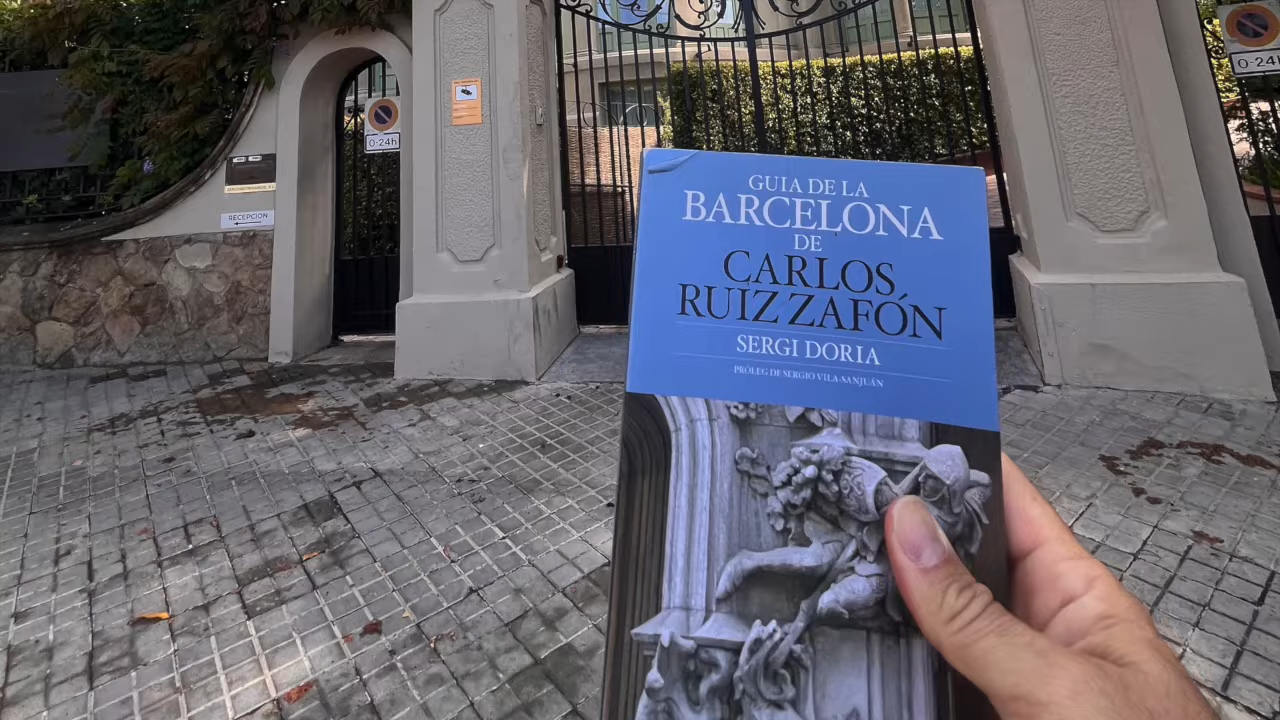 0-24h
0-24h
RECEPCION
GUIA DE LA
BARCELONA
DE
CARLOS
RUIZ ZAFÓN
SERGI DORIA
PRÒLEG DE SERGIO VILA-SANJUÁN